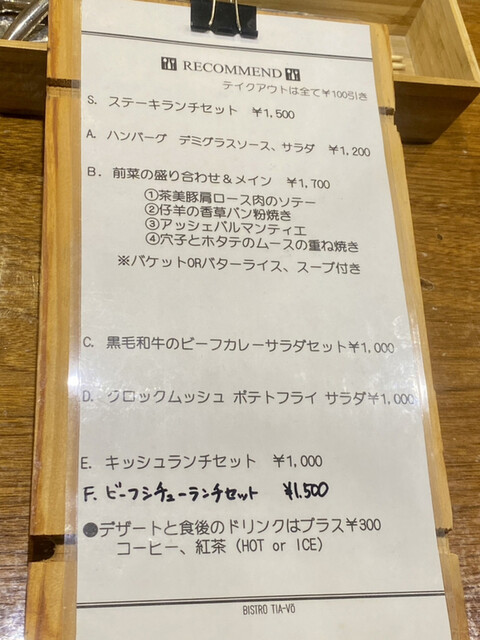 RECOMMEND
テイクアウトは全て¥100引き
S. ステーキランチセット ¥1,500
A. ハンバーグ デミグラスソース、サラダ ¥1,200
B. 前菜の盛り合わせ＆メイン ¥1,700
①茶美豚肩ロース肉のソテー
②仔羊の香草パン粉焼き
③アッシェパルマンティエ
④穴子とホタテのムースの重ね焼き
※バケットORバターライス、スープ付き
C. 黒毛和牛のビーフカレーサラダセット¥1,000
D. クロックムッシュ ポテトフライ サラダ¥1,000
E. キッシュランチセット ¥1,000
F. ビーフシチューランチセット ¥1,500
●デザートと食後のドリンクはプラス¥300
コーヒー、紅茶（HOT or ICE）
BISTRO TIA-VÖ